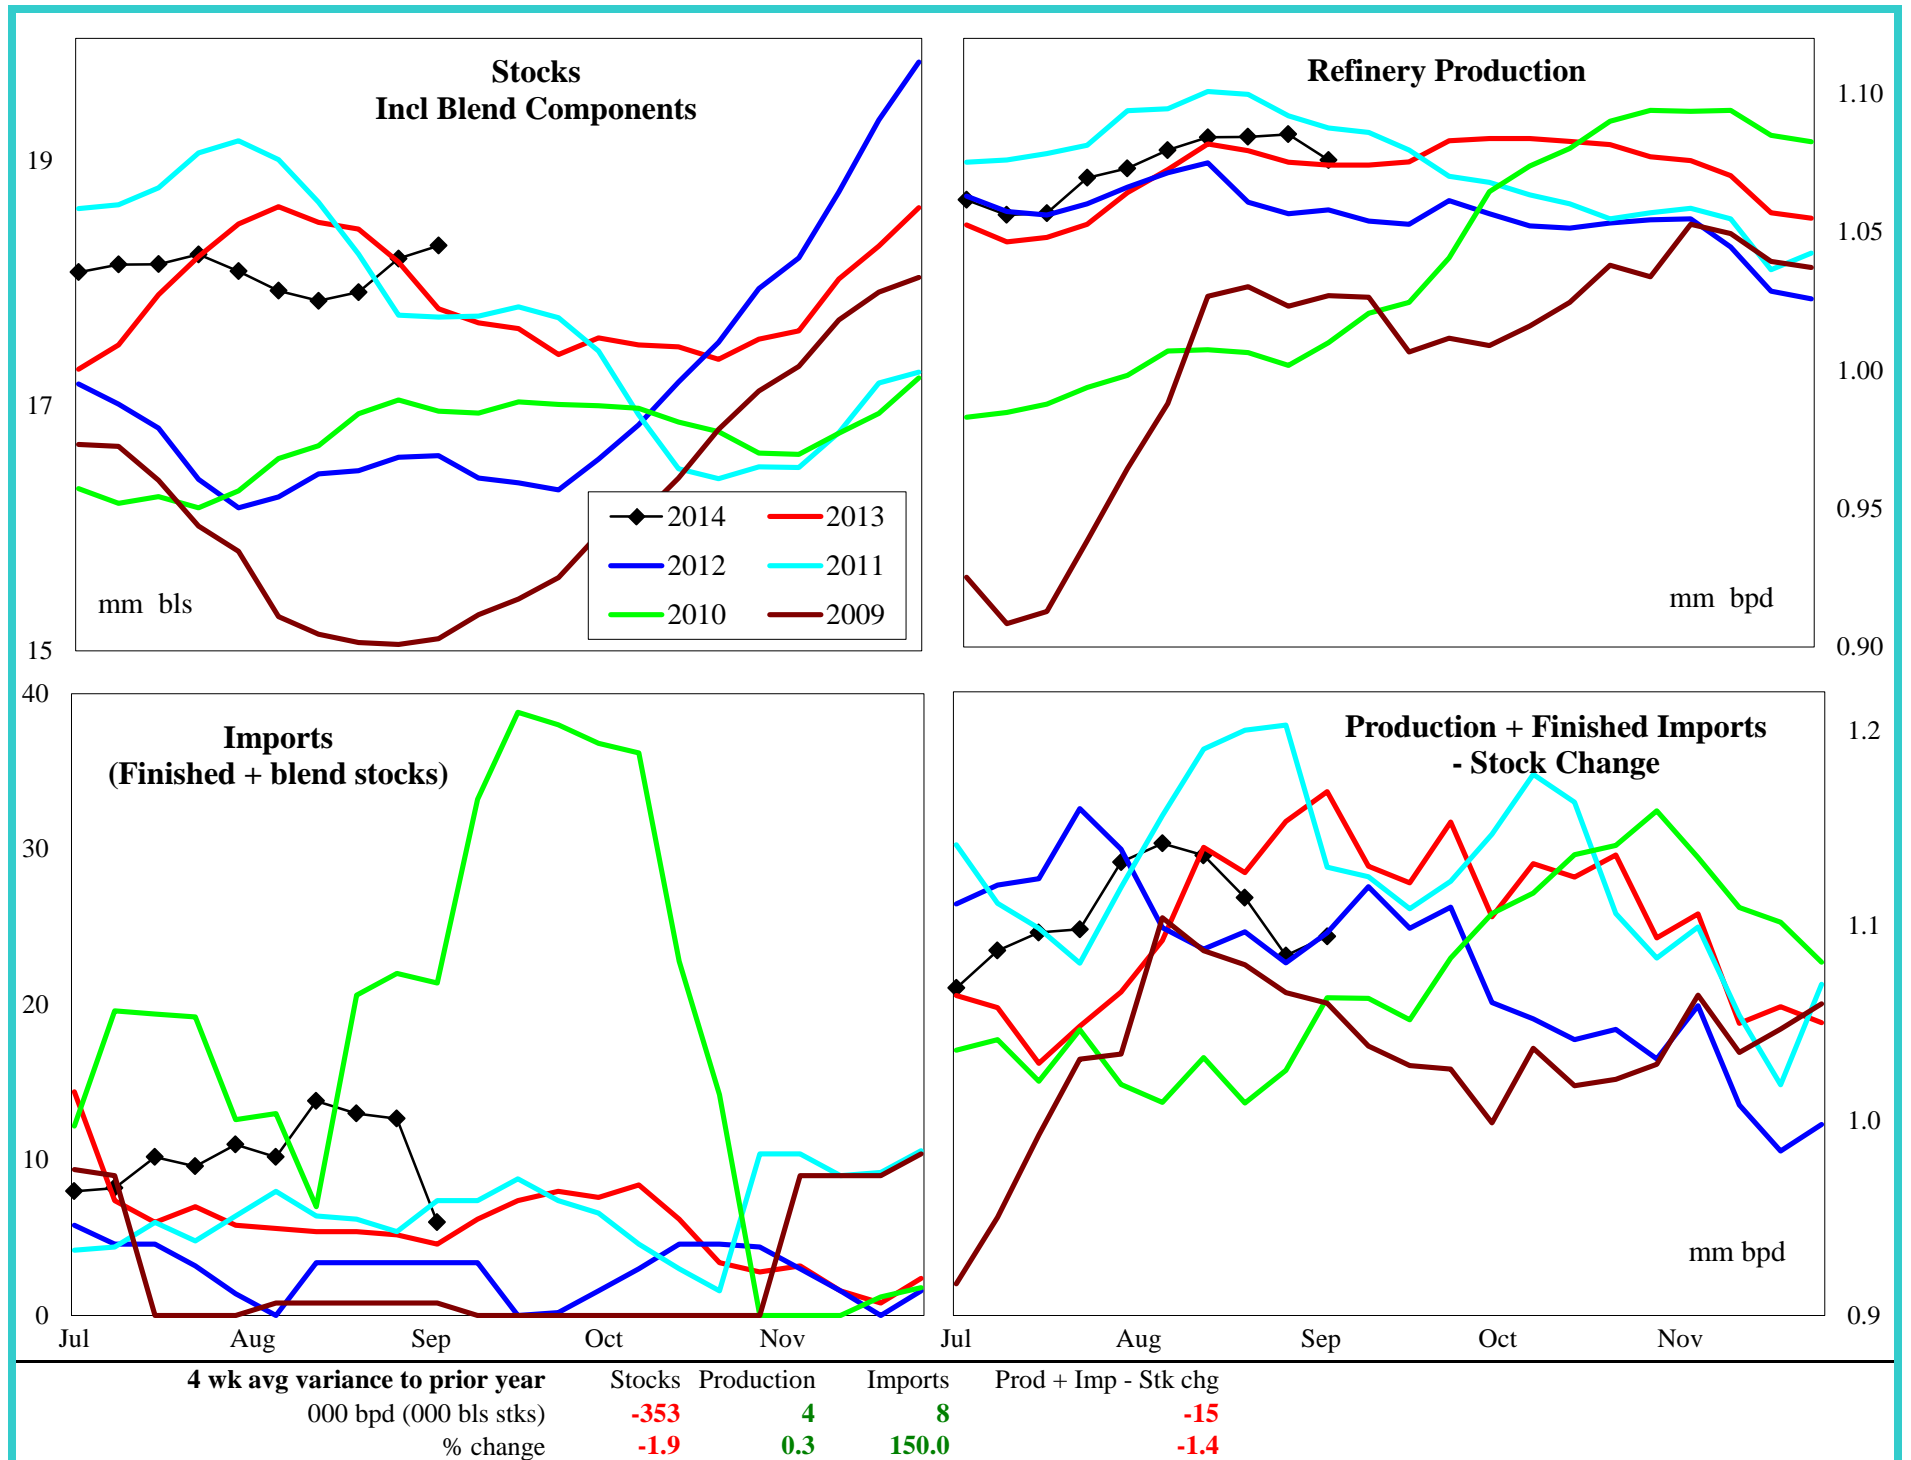 Stocks
Incl Blend Components
19
17
15
mm bls
2014 2013
2012 2011
2010 2009
Refinery Production
1.10
1.05
1.00
0.95
0.90
mm bpd
Imports
(Finished + blend stocks)
40
30
20
10
0
Jul Aug Sep Oct Nov
Production + Finished Imports
- Stock Change
1.2
1.1
1.0
0.9
mm bpd
Jul Aug Sep Oct Nov
4 wk avg variance to prior year Stocks Production Imports Prod + Imp - Stk chg
000 bpd (000 bls stks) -353 4 8 -15
% change -1.9 0.3 150.0 -1.4